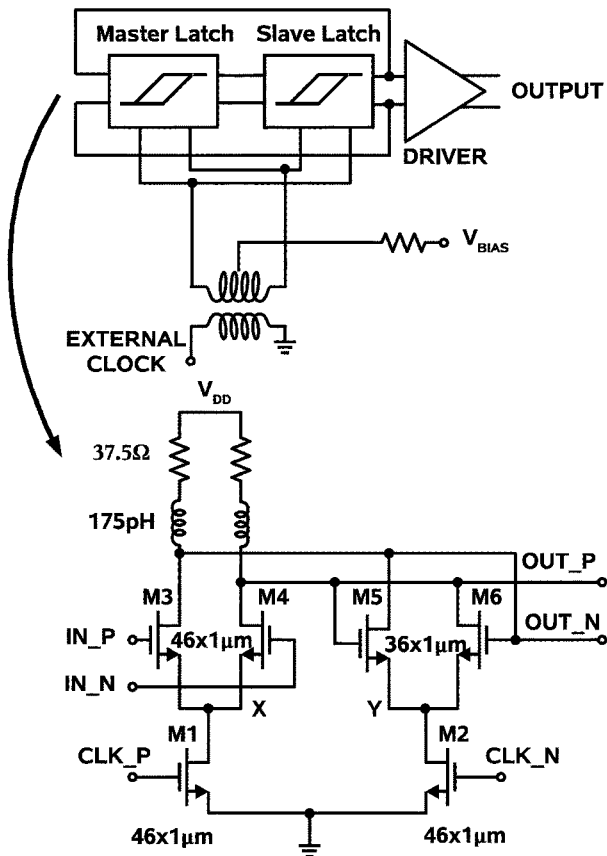 Master Latch Slave Latch
OUTPUT
DRIVER
V_BIAS
EXTERNAL
CLOCK
V_DD
37.5Ω
175pH
OUT_P
M3 M4 M5 M6
IN_P 46x1μm 36x1μm OUT_N
IN_N X Y
M1 M2
CLK_P CLK_N
46x1μm 46x1μm